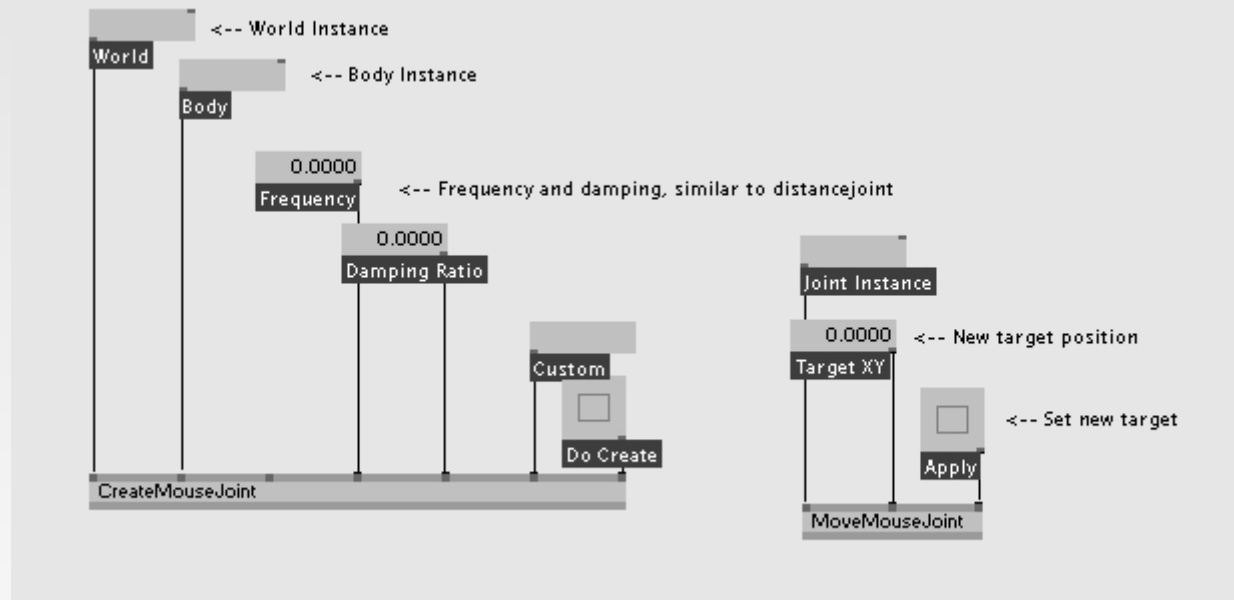 <-- World Instance
World
<-- Body Instance
Body
0.0000
Frequency
<-- Frequency and damping, similar to distancejoint
0.0000
Damping Ratio
Custom
Do Create
CreateMouseJoint
Joint Instance
0.0000
<-- New target position
Target XY
<-- Set new target
Apply
MoveMouseJoint